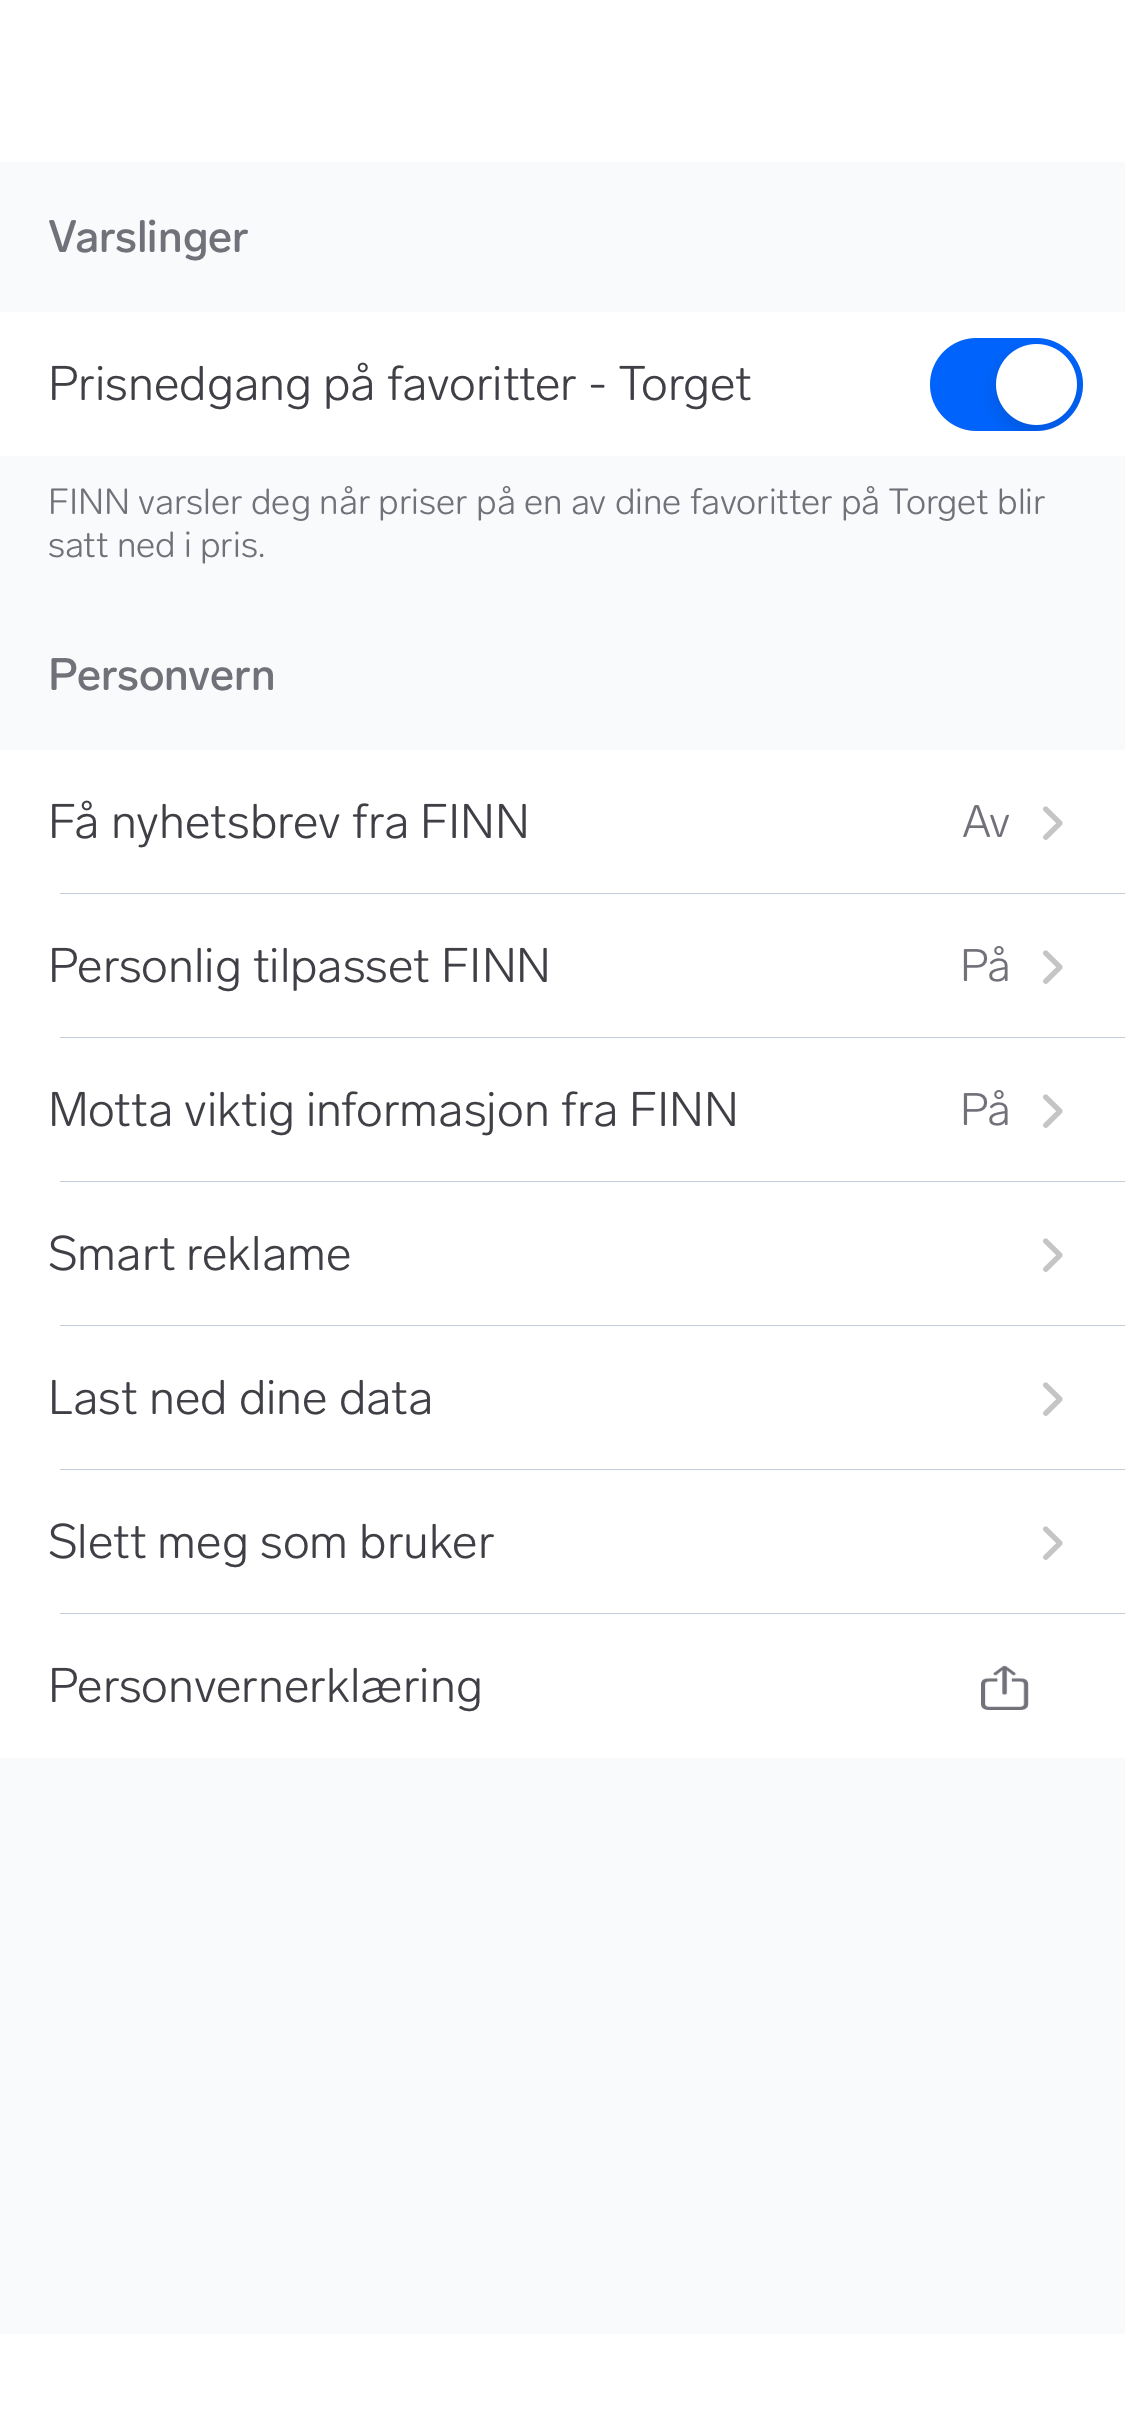 Varslinger
Prisnedgang på favoritter - Torget
FINN varsler deg når priser på en av dine favoritter på Torget blir
satt ned i pris.
Personvern
Få nyhetsbrev fra FINN Av
Personlig tilpasset FINN På
Motta viktig informasjon fra FINN På
Smart reklame
Last ned dine data
Slett meg som bruker
Personvernerklæring